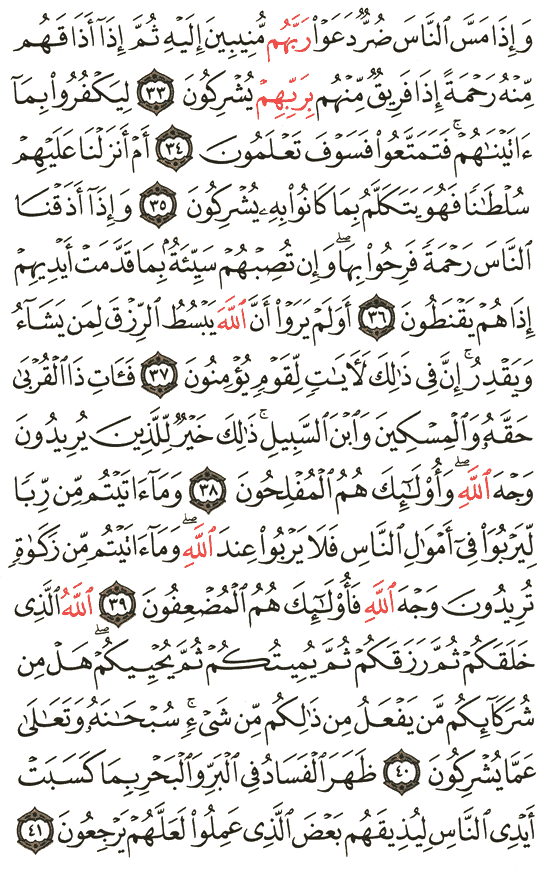 وَإِذَا مَسَّ ٱلنَّاسَ ضُرٌّ دَعَوْا۟ رَبَّهُم مُّنِيبِينَ إِلَيْهِ ثُمَّ إِذَآ أَذَاقَهُم
مِّنْهُ رَحْمَةً إِذَا فَرِيقٌ مِّنْهُم بِرَبِّهِمْ يُشْرِكُونَ ٣٣ لِيَكْفُرُوا۟ بِمَآ
ءَاتَيْنَـٰهُمْ ۚ فَتَمَتَّعُوا۟ فَسَوْفَ تَعْلَمُونَ ٣٤ أَمْ أَنزَلْنَا عَلَيْهِمْ
سُلْطَـٰنًا فَهُوَ يَتَكَلَّمُ بِمَا كَانُوا۟ بِهِۦ يُشْرِكُونَ ٣٥ وَإِذَآ أَذَقْنَا
ٱلنَّاسَ رَحْمَةً فَرِحُوا۟ بِهَا ۖ وَإِن تُصِبْهُمْ سَيِّئَةٌۢ بِمَا قَدَّمَتْ أَيْدِيهِمْ
إِذَا هُمْ يَقْنَطُونَ ٣٦ أَوَلَمْ يَرَوْا۟ أَنَّ ٱللَّهَ يَبْسُطُ ٱلرِّزْقَ لِمَن يَشَآءُ
وَيَقْدِرُ ۚ إِنَّ فِى ذَٰلِكَ لَـَٔايَـٰتٍ لِّقَوْمٍ يُؤْمِنُونَ ٣٧ فَـَٔاتِ ذَا ٱلْقُرْبَىٰ
حَقَّهُۥ وَٱلْمِسْكِينَ وَٱبْنَ ٱلسَّبِيلِ ۚ ذَٰلِكَ خَيْرٌ لِّلَّذِينَ يُرِيدُونَ
وَجْهَ ٱللَّهِ ۖ وَأُو۟لَـٰٓئِكَ هُمُ ٱلْمُفْلِحُونَ ٣٨ وَمَآ ءَاتَيْتُم مِّن رِّبًا
لِّيَرْبُوَا۟ فِىٓ أَمْوَٰلِ ٱلنَّاسِ فَلَا يَرْبُوا۟ عِندَ ٱللَّهِ ۖ وَمَآ ءَاتَيْتُم مِّن زَكَوٰةٍ
تُرِيدُونَ وَجْهَ ٱللَّهِ فَأُو۟لَـٰٓئِكَ هُمُ ٱلْمُضْعِفُونَ ٣٩ ٱللَّهُ ٱلَّذِى
خَلَقَكُمْ ثُمَّ رَزَقَكُمْ ثُمَّ يُمِيتُكُمْ ثُمَّ يُحْيِيكُمْ ۖ هَلْ مِن
شُرَكَآئِكُم مَّن يَفْعَلُ مِن ذَٰلِكُم مِّن شَىْءٍ ۚ سُبْحَـٰنَهُۥ وَتَعَـٰلَىٰ
عَمَّا يُشْرِكُونَ ٤٠ ظَهَرَ ٱلْفَسَادُ فِى ٱلْبَرِّ وَٱلْبَحْرِ بِمَا كَسَبَتْ
أَيْدِى ٱلنَّاسِ لِيُذِيقَهُم بَعْضَ ٱلَّذِى عَمِلُوا۟ لَعَلَّهُمْ يَرْجِعُونَ ٤١